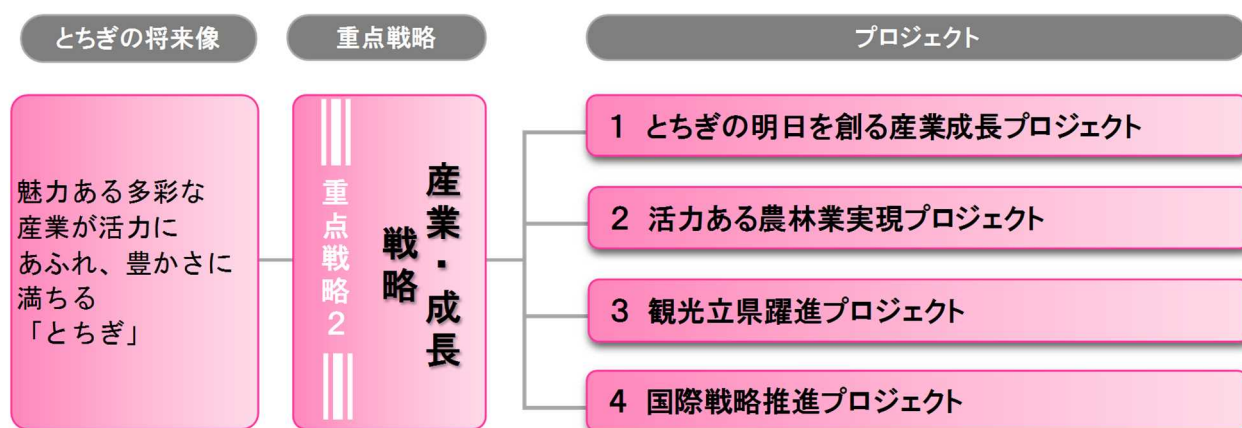 とちぎの将来像
重点戦略
プロジェクト
魅力ある多彩な
産業が活力に
あふれ、豊かさに
満ちる
「とちぎ」
重点戦略2
産業・成長
戦略
1 とちぎの明日を創る産業成長プロジェクト
2 活力ある農林業実現プロジェクト
3 観光立県躍進プロジェクト
4 国際戦略推進プロジェクト